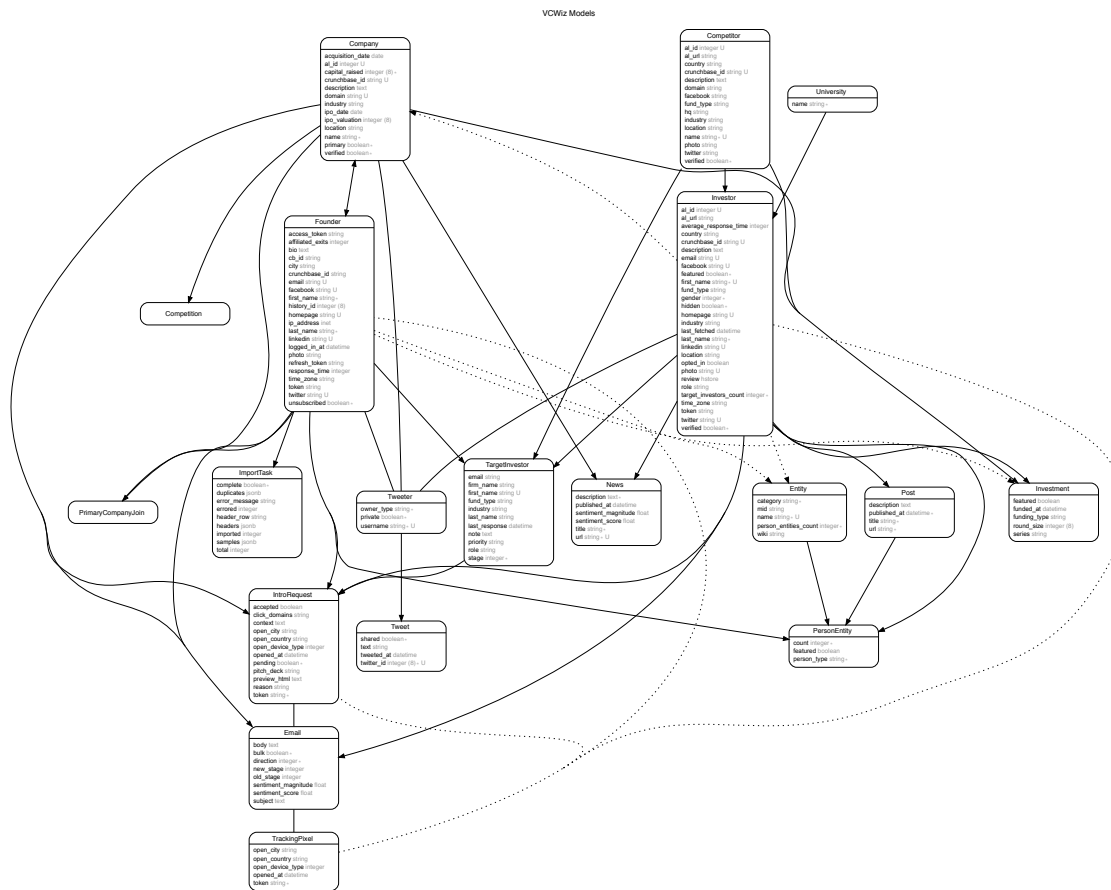 VCWiz Models
Company
acquisition_date date
al_id integer U
capital_raised integer (8) ∗
crunchbase_id string U
description text
domain string U
industry string
ipo_date date
ipo_valuation integer (8)
location string
name string ∗
primary boolean ∗
verified boolean ∗
Competitor
al_id integer U
al_url string
country string
crunchbase_id string U
description text
domain string
facebook string
fund_type string
hq string
industry string
location string
name string ∗ U
photo string
twitter string
verified boolean ∗
University
name string ∗
Founder
access_token string
affiliated_exits integer
bio text
cb_id string
city string
crunchbase_id string
email string U
facebook string U
first_name string ∗
history_id integer (8)
homepage string U
ip_address inet
last_name string ∗
linkedin string U
logged_in_at datetime
photo string
refresh_token string
response_time integer
time_zone string
token string
twitter string U
unsubscribed boolean ∗
Investor
al_id integer U
al_url string
average_response_time integer
country string
crunchbase_id string U
description text
email string U
facebook string U
featured boolean ∗
first_name string ∗ U
fund_type string
gender integer ∗
hidden boolean ∗
homepage string U
industry string
last_fetched datetime
last_name string ∗
linkedin string U
location string
opted_in boolean
photo string U
review hstore
role string
target_investors_count integer ∗
time_zone string
token string
twitter string U
verified boolean ∗
Competition
PrimaryCompanyJoin
ImportTask
complete boolean ∗
duplicates jsonb
error_message string
errored integer
header_row string
headers jsonb
imported integer
samples jsonb
total integer
Tweeter
owner_type string ∗
private boolean ∗
username string ∗ U
TargetInvestor
email string
firm_name string
first_name string U
fund_type string
industry string
last_name string
last_response datetime
note text
priority string
role string
stage integer ∗
News
description text ∗
published_at datetime
sentiment_magnitude float
sentiment_score float
title string ∗
url string ∗ U
Entity
category string ∗
mid string
name string ∗ U
person_entities_count integer ∗
wiki string
Post
description text
published_at datetime ∗
title string ∗
url string ∗
Investment
featured boolean
funded_at datetime
funding_type string
round_size integer (8)
series string
IntroRequest
accepted boolean
click_domains string
context text
open_city string
open_country string
open_device_type integer
opened_at datetime
pending boolean ∗
pitch_deck string
preview_html text
reason string
token string ∗
Tweet
shared boolean ∗
text string
tweeted_at datetime
twitter_id integer (8) ∗ U
PersonEntity
count integer ∗
featured boolean
person_type string ∗
Email
body text
bulk boolean ∗
direction integer ∗
new_stage integer
old_stage integer
sentiment_magnitude float
sentiment_score float
subject text
TrackingPixel
open_city string
open_country string
open_device_type integer
opened_at datetime
token string ∗